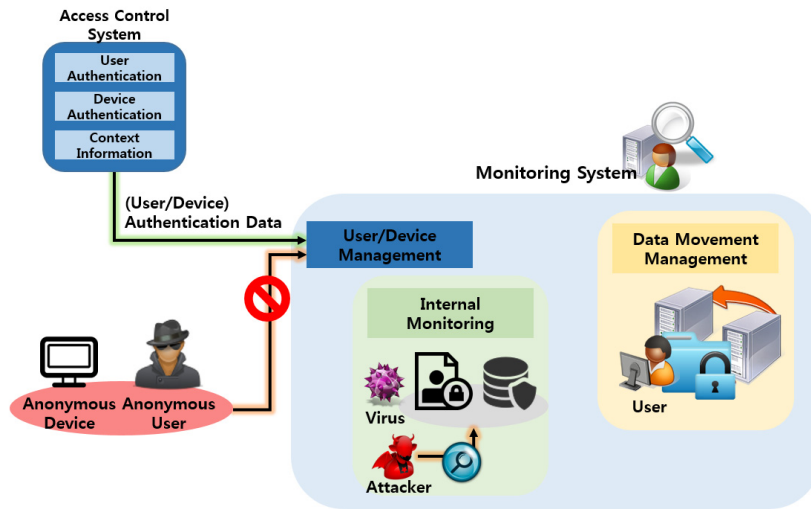 Access Control
System
User
Authentication
Device
Authentication
Context
Information
(User/Device)
Authentication Data
Monitoring System
User/Device
Management
Data Movement
Management
Internal
Monitoring
Virus
Attacker
User
Anonymous
Device
Anonymous
User